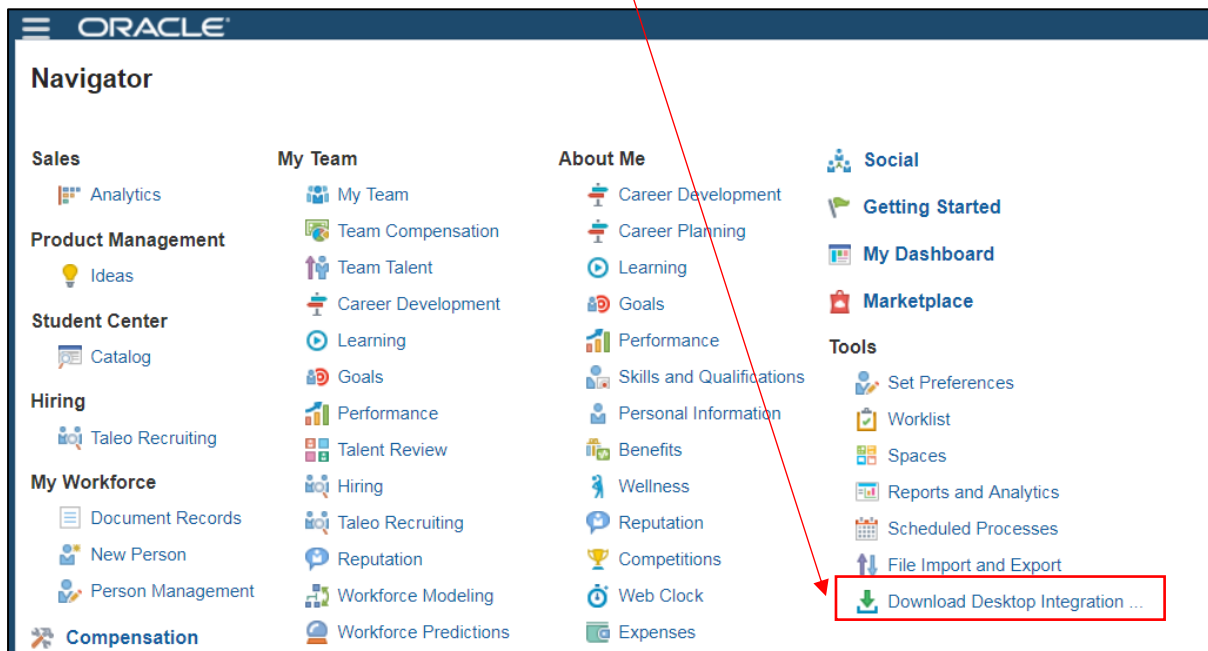 ORACLE
Navigator
Sales
Analytics
Product Management
Ideas
Student Center
Catalog
Hiring
Taleo Recruiting
My Workforce
Document Records
New Person
Person Management
Compensation
My Team
My Team
Team Compensation
Team Talent
Career Development
Learning
Goals
Performance
Talent Review
Hiring
Taleo Recruiting
Reputation
Workforce Modeling
Workforce Predictions
About Me
Career Development
Career Planning
Learning
Goals
Performance
Skills and Qualifications
Personal Information
Benefits
Wellness
Reputation
Competitions
Web Clock
Expenses
Social
Getting Started
My Dashboard
Marketplace
Tools
Set Preferences
Worklist
Spaces
Reports and Analytics
Scheduled Processes
File Import and Export
Download Desktop Integration ...